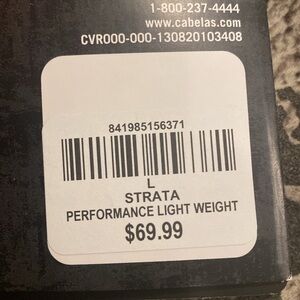 1-800-237-4444
www.cabelas.com
CVR000-000-130820103408
841985156371
L
STRATA
PERFORMANCE LIGHT WEIGHT
$69.99